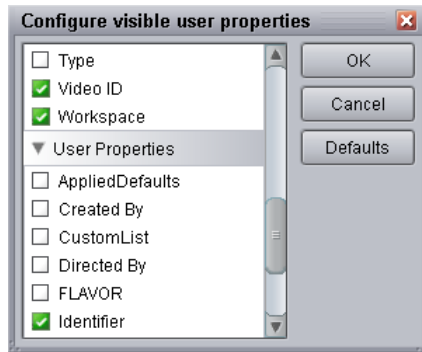 Configure visible user properties
Type
Video ID
Workspace
User Properties
AppliedDefaults
Created By
CustomList
Directed By
FLAVOR
Identifier
OK
Cancel
Defaults